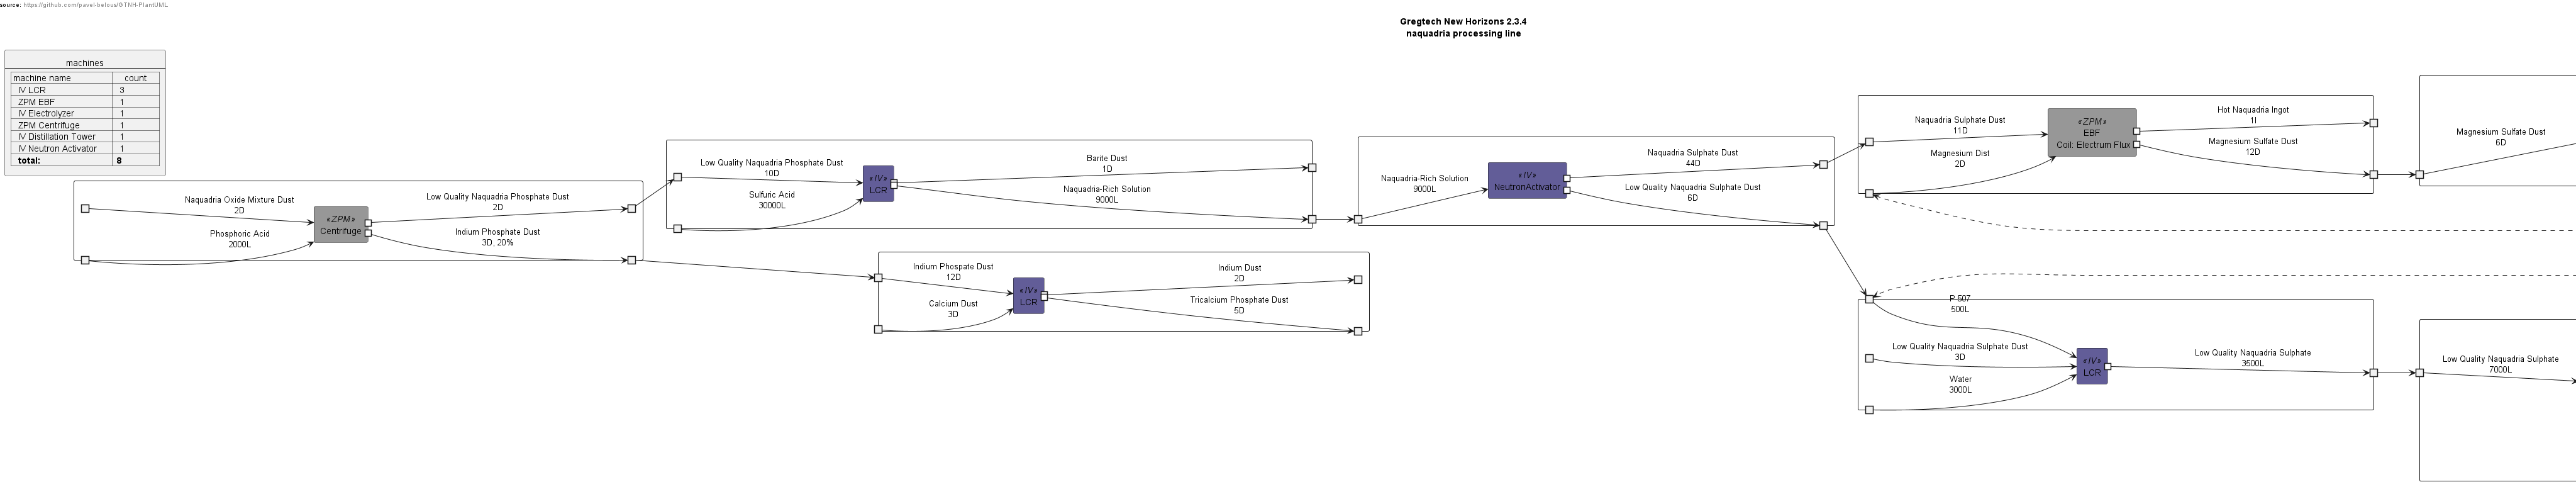 source: https://github.com/pavel-belous/GTNH-PlantUML
Gregtech New Horizons 2.3.4
naquadria processing line
machines
machine name count
IV LCR 3
ZPM EBF 1
IV Electrolyzer 1
ZPM Centrifuge 1
IV Distillation Tower 1
IV Neutron Activator 1
total: 8
Naquadria Oxide Mixture Dust
2D
Phosphoric Acid
2000L
«ZPM»
Centrifuge
Low Quality Naquadria Phosphate Dust
2D
Indium Phosphate Dust
3D, 20%
Low Quality Naquadria Phosphate Dust
10D
Sulfuric Acid
30000L
«IV»
LCR
Barite Dust
1D
Naquadria-Rich Solution
9000L
Indium Phospate Dust
12D
Calcium Dust
3D
«IV»
LCR
Indium Dust
2D
Tricalcium Phosphate Dust
5D
Naquadria-Rich Solution
9000L
«IV»
NeutronActivator
Naquadria Sulphate Dust
44D
Low Quality Naquadria Sulphate Dust
6D
Naquadria Sulphate Dust
11D
Magnesium Dist
2D
«ZPM»
EBF
Coil: Electrum Flux
Hot Naquadria Ingot
1I
Magnesium Sulfate Dust
12D
Magnesium Sulfate Dust
6D
P-507
500L
Low Quality Naquadria Sulphate Dust
3D
Water
3000L
«IV»
LCR
Low Quality Naquadria Sulphate
3500L
Low Quality Naquadria Sulphate
7000L